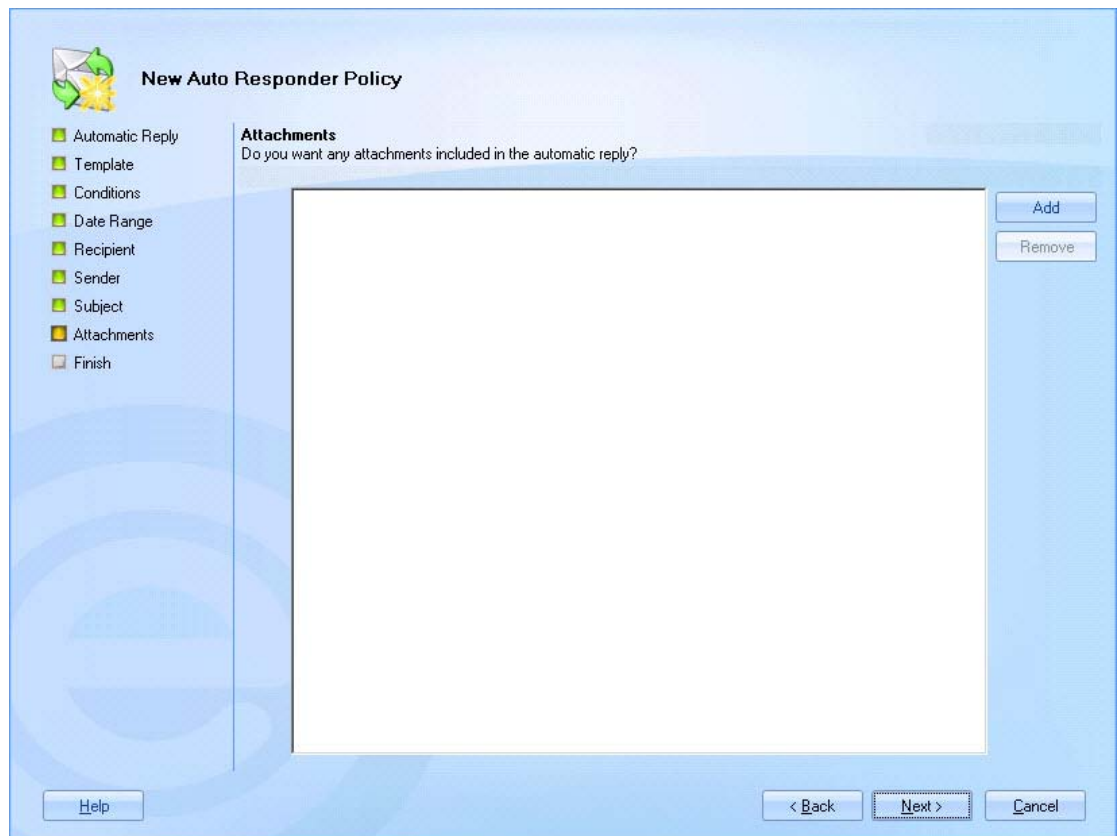 New Auto Responder Policy
Automatic Reply
Template
Conditions
Date Range
Recipient
Sender
Subject
Attachments
Finish
Attachments
Do you want any attachments included in the automatic reply?
Add
Remove
Help
< Back
Next >
Cancel